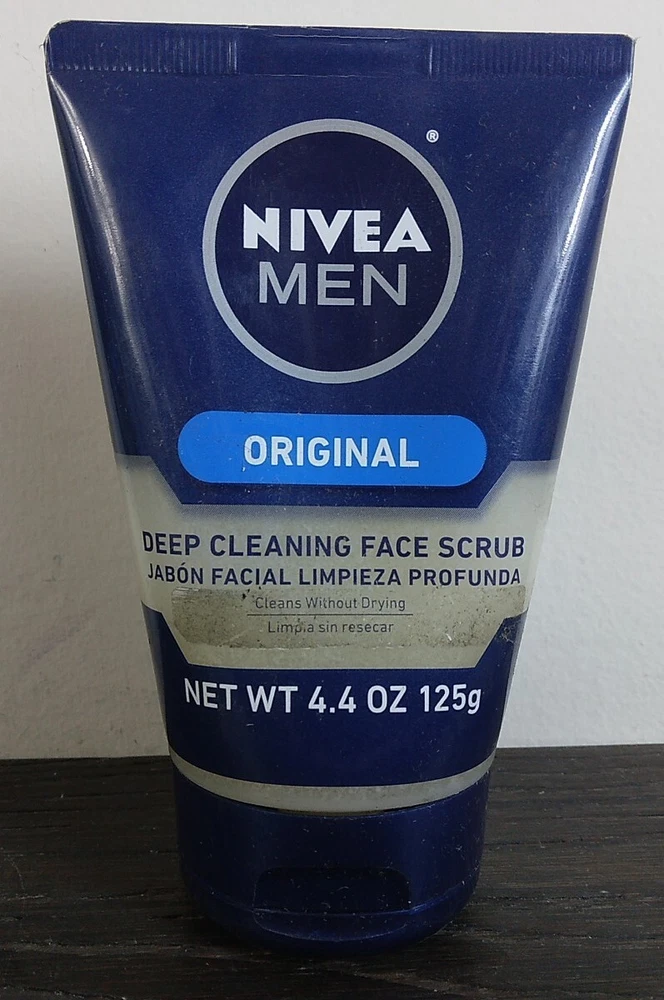 ®
NIVEA
MEN
ORIGINAL
DEEP CLEANING FACE SCRUB
JABÓN FACIAL LIMPIEZA PROFUNDA
Cleans Without Drying
Limpia sin resecar
NET WT 4.4 OZ 125g